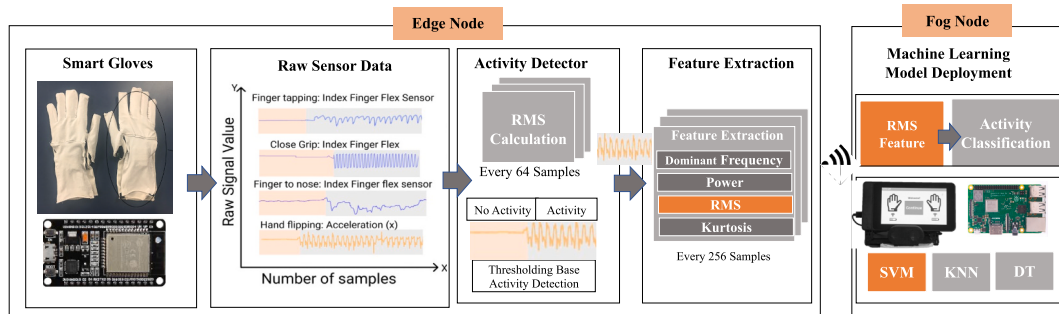 Edge Node
Smart Gloves
Raw Sensor Data
Y
Raw Signal Value
Finger tapping: Index Finger Flex Sensor
Close Grip: Index Finger Flex
Finger to nose: Index Finger flex sensor
Hand flipping: Acceleration (x)
X
Number of samples
Activity Detector
RMS
Calculation
Every 64 Samples
No Activity
Activity
Thresholding Base
Activity Detection
Feature Extraction
Feature Extraction
Dominant Frequency
Power
RMS
Kurtosis
Every 256 Samples
Fog Node
Machine Learning
Model Deployment
RMS
Feature
Activity
Classification
SVM
KNN
DT